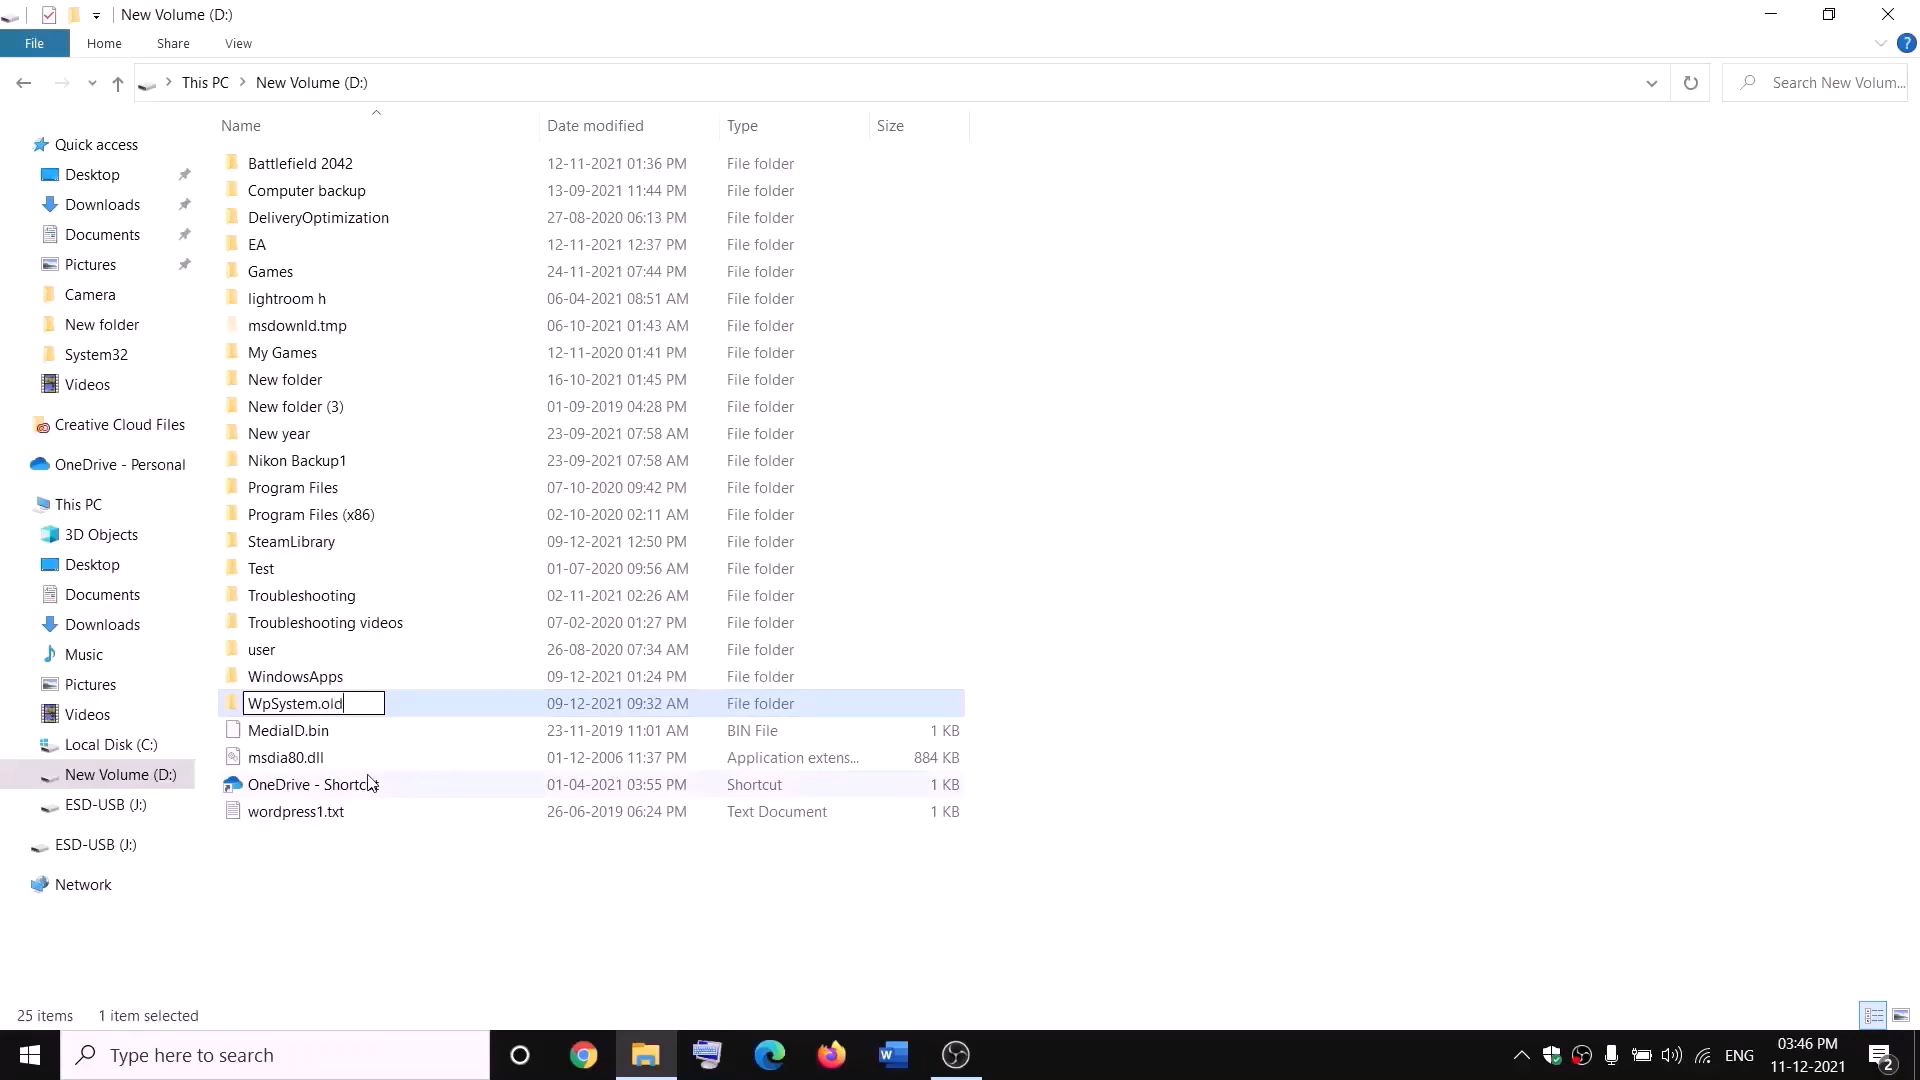 New Volume (D:)
File Home Share View
This PC New Volume (D:) Search New Volum...
Name Date modified Type Size
Quick access
Desktop
Downloads
Documents
Pictures
Camera
New folder
System32
Videos
Creative Cloud Files
OneDrive - Personal
This PC
3D Objects
Desktop
Documents
Downloads
Music
Pictures
Videos
Local Disk (C:)
New Volume (D:)
ESD-USB (J:)
ESD-USB (J:)
Network
Battlefield 2042 12-11-2021 01:36 PM File folder
Computer backup 13-09-2021 11:44 PM File folder
DeliveryOptimization 27-08-2020 06:13 PM File folder
EA 12-11-2021 12:37 PM File folder
Games 24-11-2021 07:44 PM File folder
lightroom h 06-04-2021 08:51 AM File folder
msdownld.tmp 06-10-2021 01:43 AM File folder
My Games 12-11-2020 01:41 PM File folder
New folder 16-10-2021 01:45 PM File folder
New folder (3) 01-09-2019 04:28 PM File folder
New year 23-09-2021 07:58 AM File folder
Nikon Backup1 23-09-2021 07:58 AM File folder
Program Files 07-10-2020 09:42 PM File folder
Program Files (x86) 02-10-2020 02:11 AM File folder
SteamLibrary 09-12-2021 12:50 PM File folder
Test 01-07-2020 09:56 AM File folder
Troubleshooting 02-11-2021 02:26 AM File folder
Troubleshooting videos 07-02-2020 01:27 PM File folder
user 26-08-2020 07:34 AM File folder
WindowsApps 09-12-2021 01:24 PM File folder
WpSystem.old 09-12-2021 09:32 AM File folder
MediaID.bin 23-11-2019 11:01 AM BIN File 1 KB
msdia80.dll 01-12-2006 11:37 PM Application extens... 884 KB
OneDrive - Shortcut 01-04-2021 03:55 PM Shortcut 1 KB
wordpress1.txt 26-06-2019 06:24 PM Text Document 1 KB
25 items 1 item selected
Type here to search
ENG
03:46 PM
11-12-2021
2